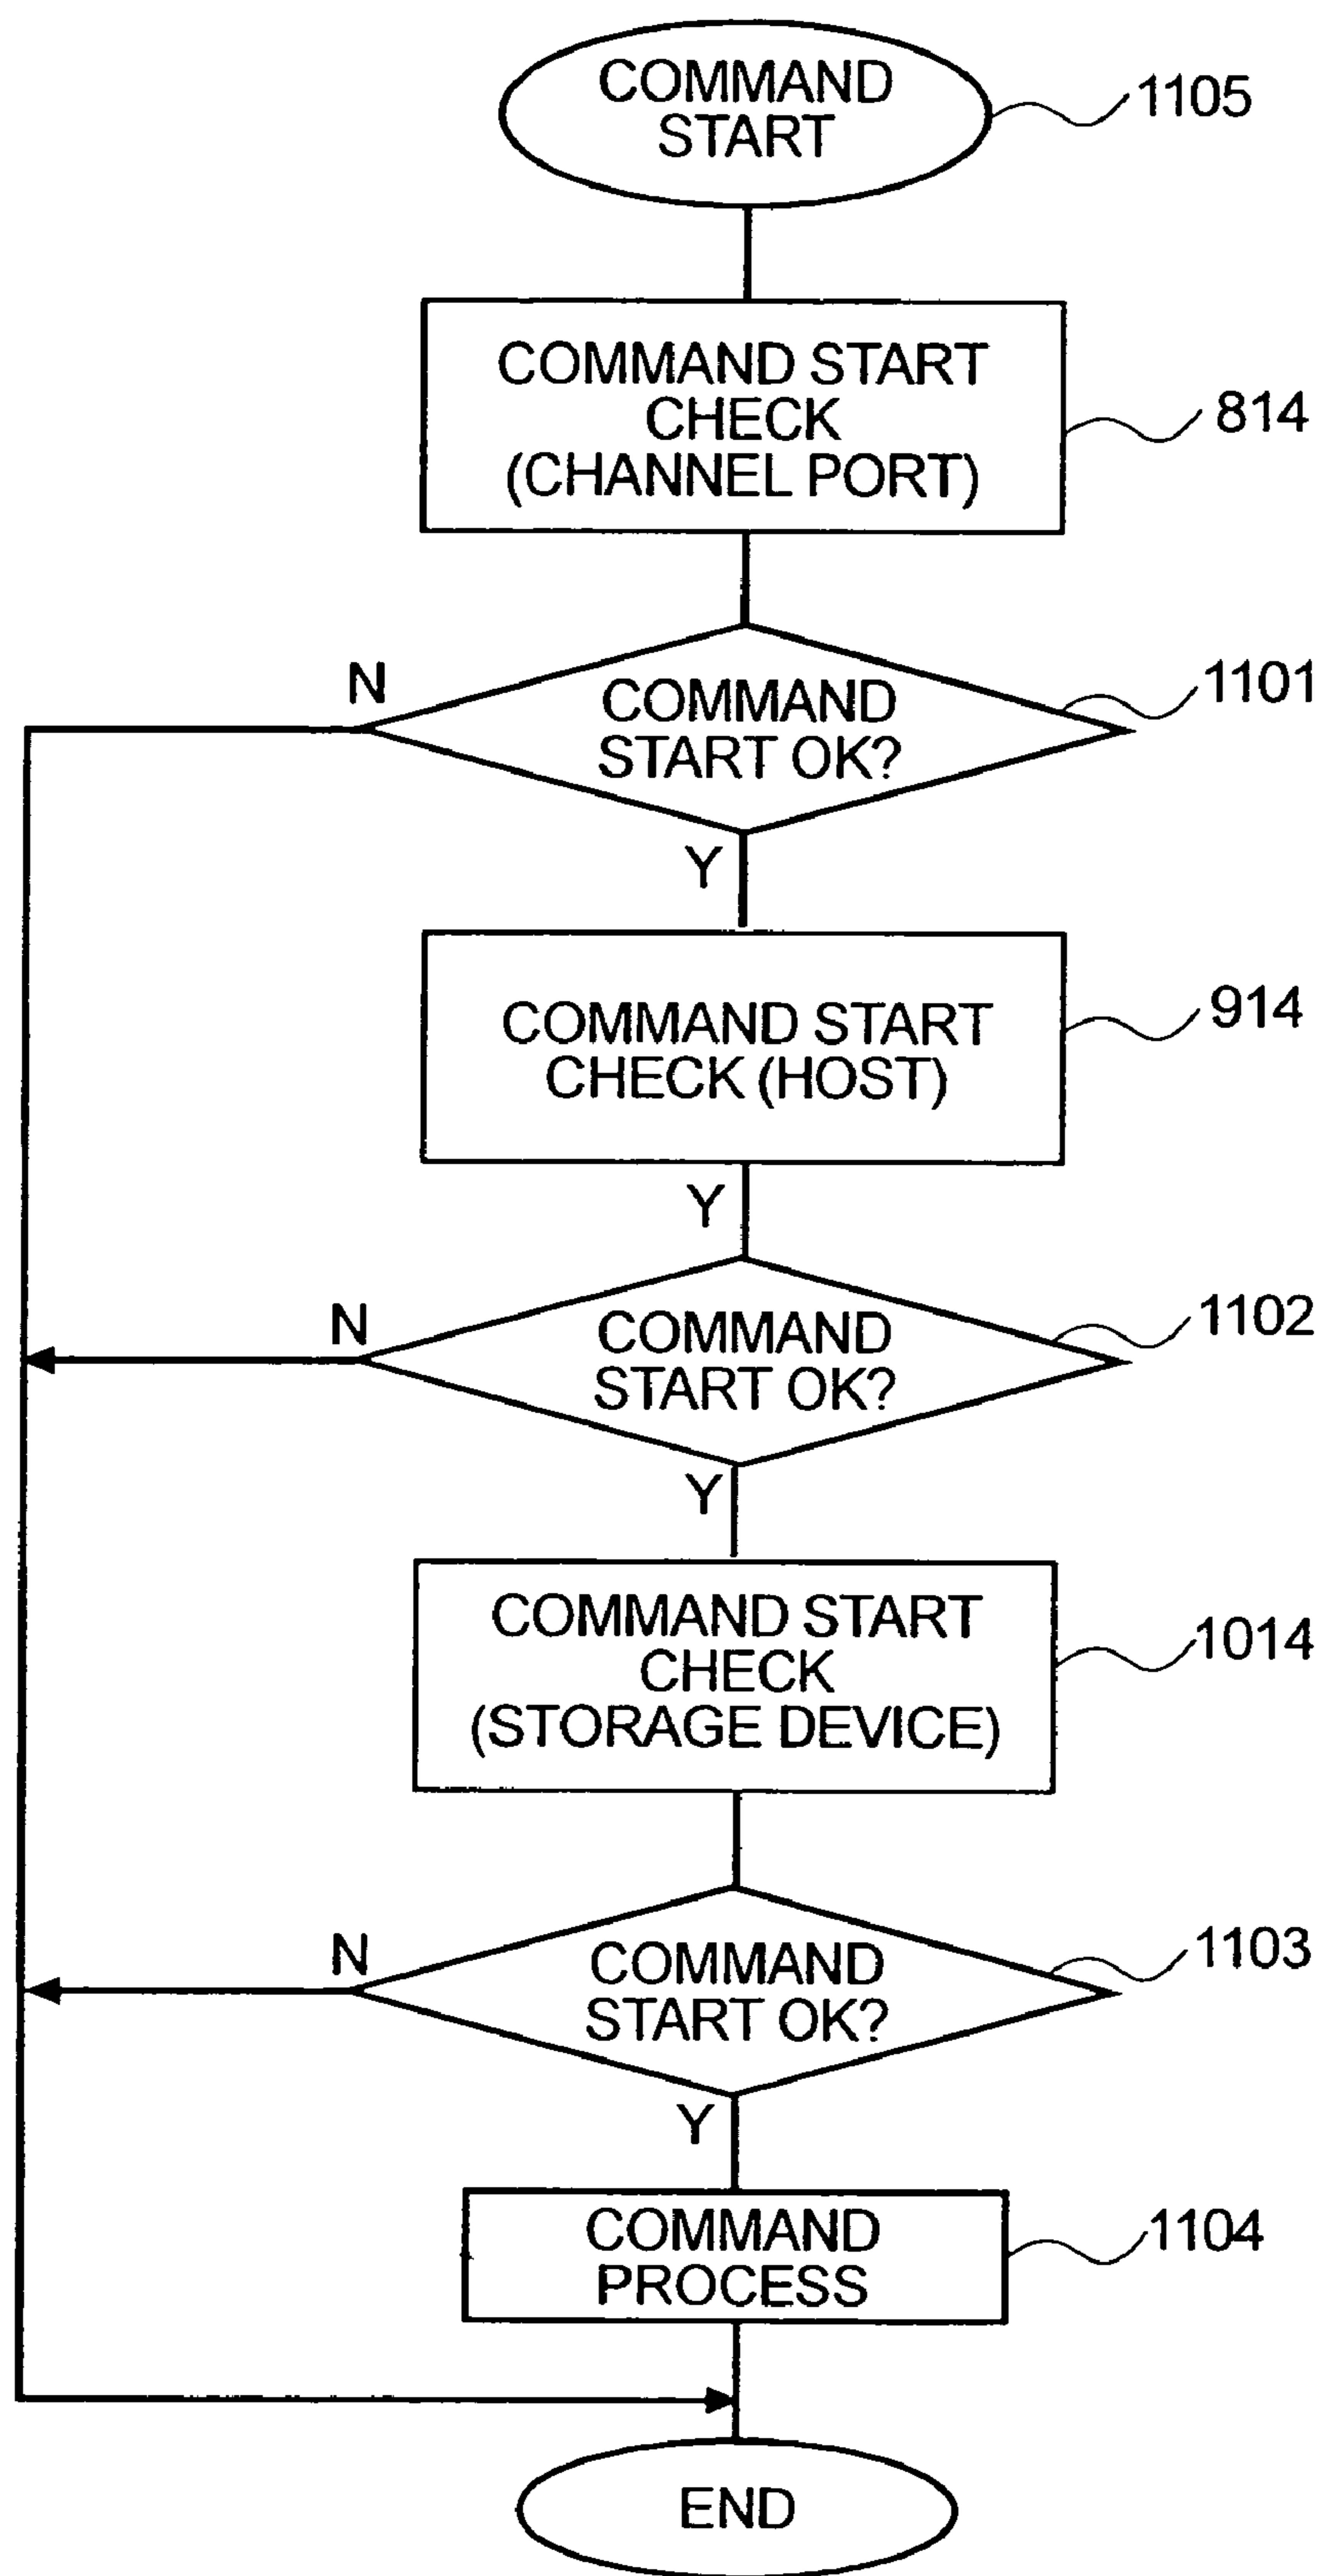 COMMAND
START
1105
COMMAND START
CHECK
(CHANNEL PORT)
814
N
COMMAND
START OK?
1101
Y
COMMAND START
CHECK (HOST)
914
Y
N
COMMAND
START OK?
1102
Y
COMMAND START
CHECK
(STORAGE DEVICE)
1014
N
COMMAND
START OK?
1103
Y
COMMAND
PROCESS
1104
END